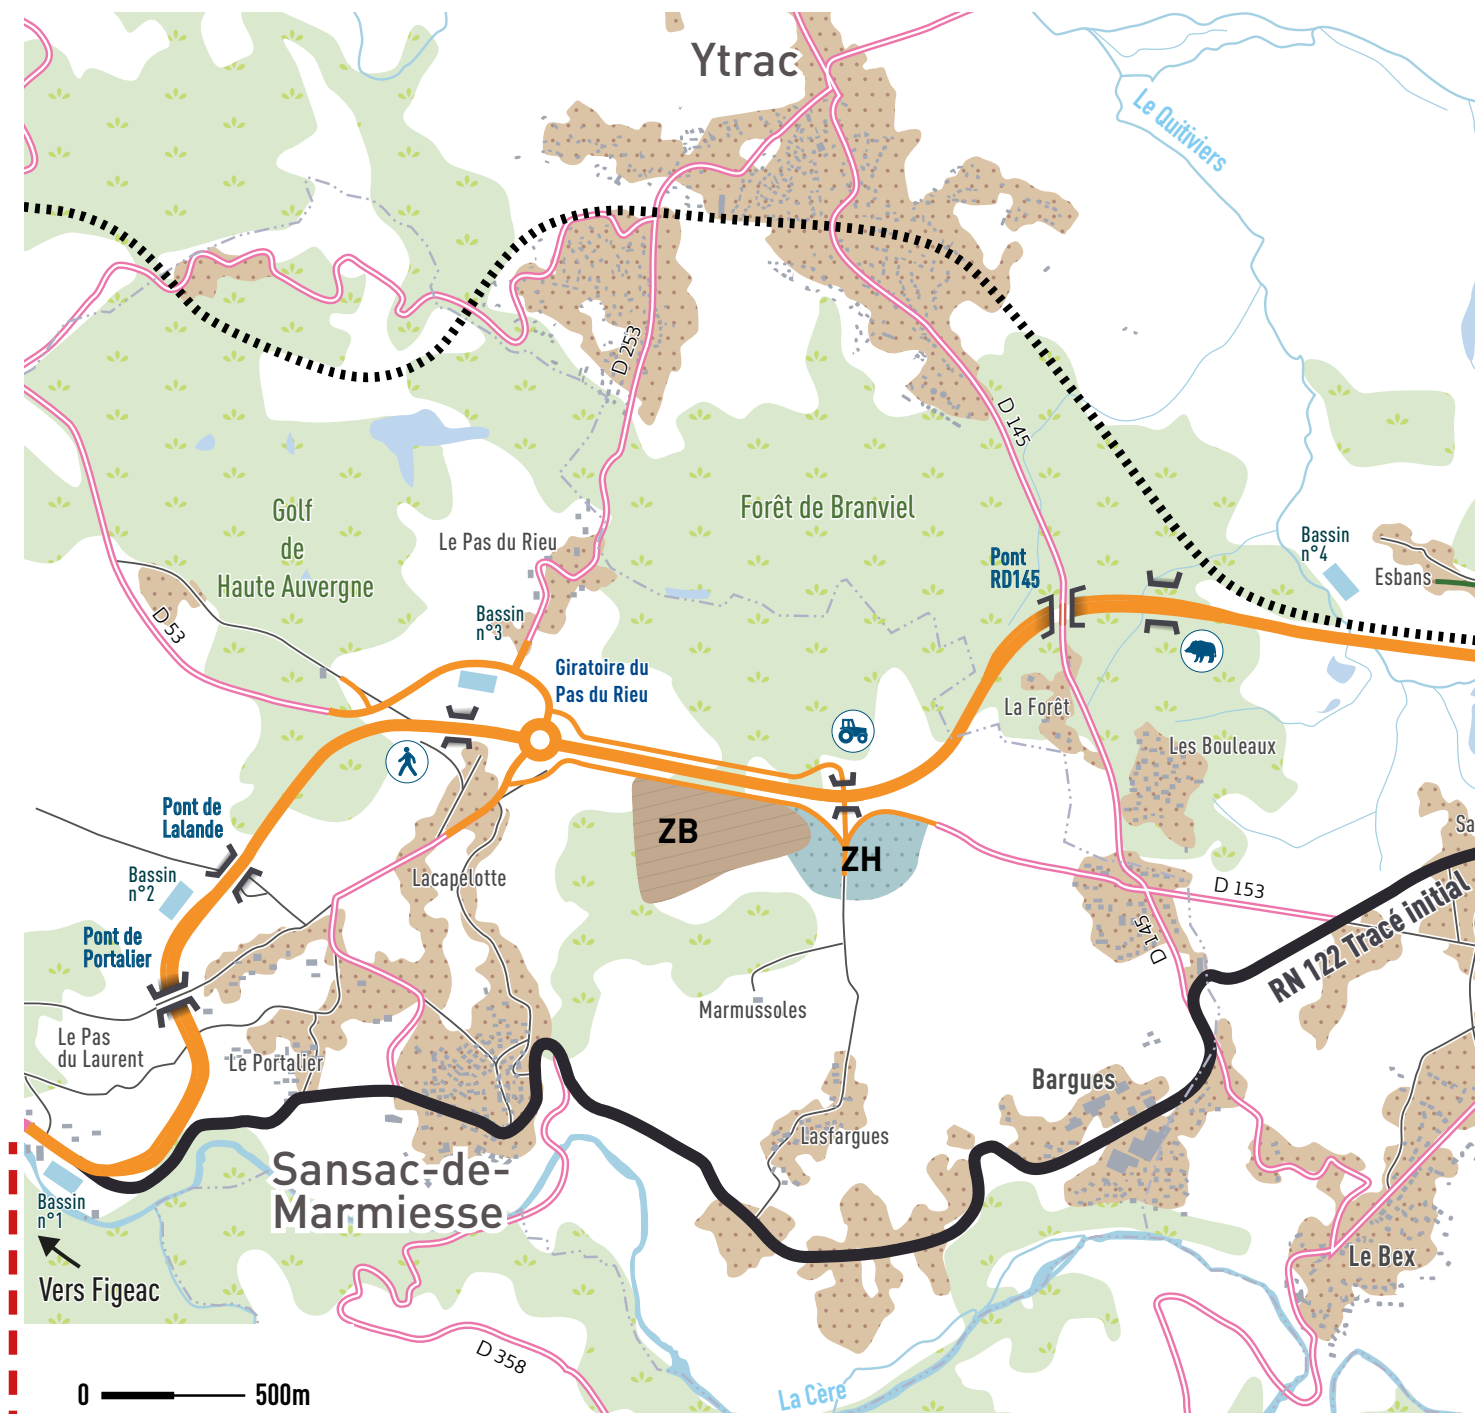 Ytrac
Le Quitiviers
D 253
D 145
Golf
de
Haute Auvergne
Forêt de Branviel
Le Pas du Rieu
Pont
RD145
Bassin
n°4
Esbans
D 53
Bassin
n°3
Giratoire du
Pas du Rieu
La Forêt
Les Bouleaux
Pont de
Lalande
ZB
ZH
Sa
Bassin
n°2
Lacapelotte
D 153
D 145
RN 122 Tracé initial
Pont de
Portalier
Marmussoles
Le Pas
du Laurent
Le Portalier
Bargues
Lasfargues
Sansac-de-
Marmiesse
Bassin
n°1
Le Bex
Vers Figeac
D 358
La Cère
0 500m